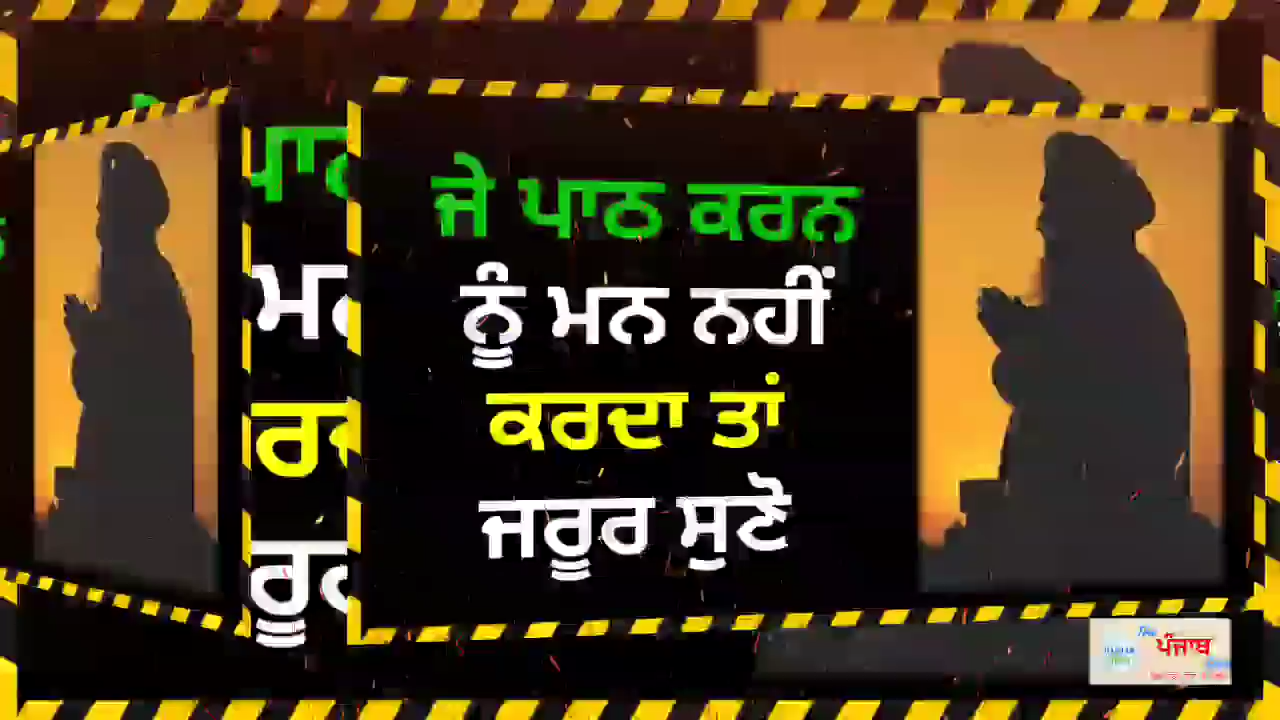 ਜੇ ਪਾਠ ਕਰਨ
ਨੂੰ ਮਨ ਨਹੀਂ
ਕਰਦਾ ਤਾਂ
ਜਰੂਰ ਸੁਣੋ
ਪੰਜਾਬ